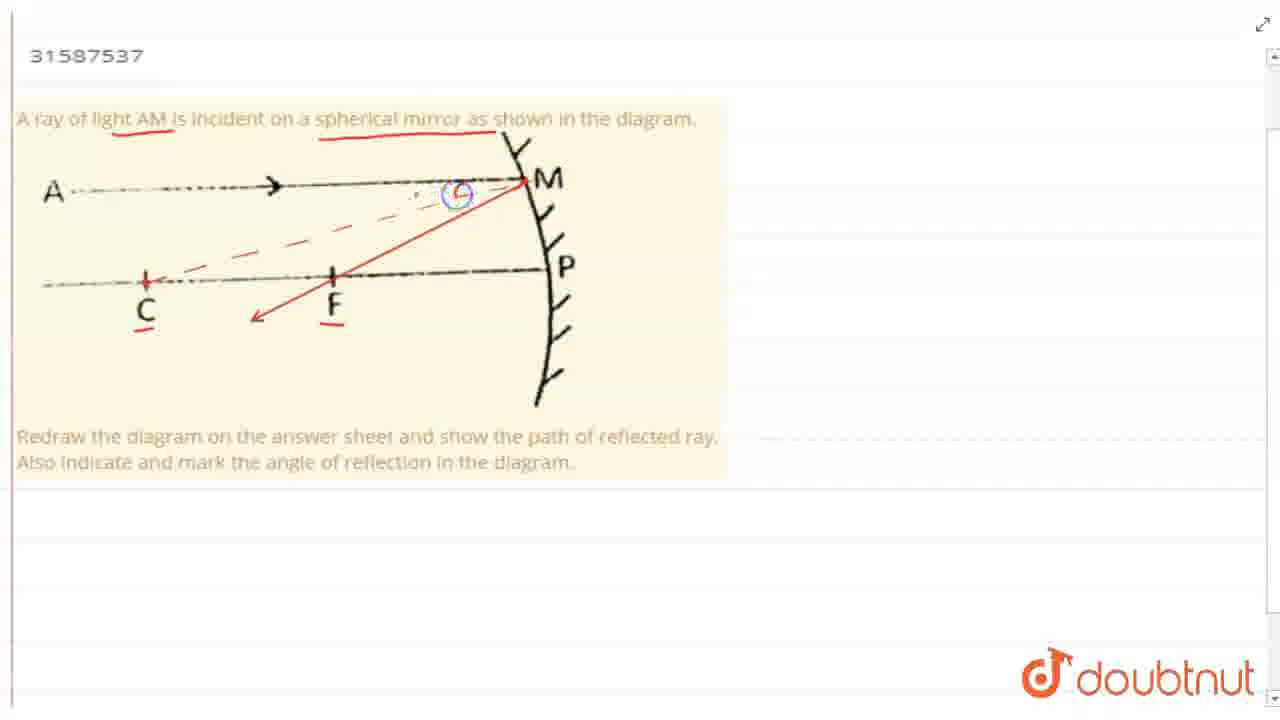 31587537
A ray of light AM is incident on a spherical mirror as shown in the diagram.
A
M
P
C
F
Redraw the diagram on the answer sheet and show the path of reflected ray.
Also indicate and mark the angle of reflection in the diagram.
doubtnut